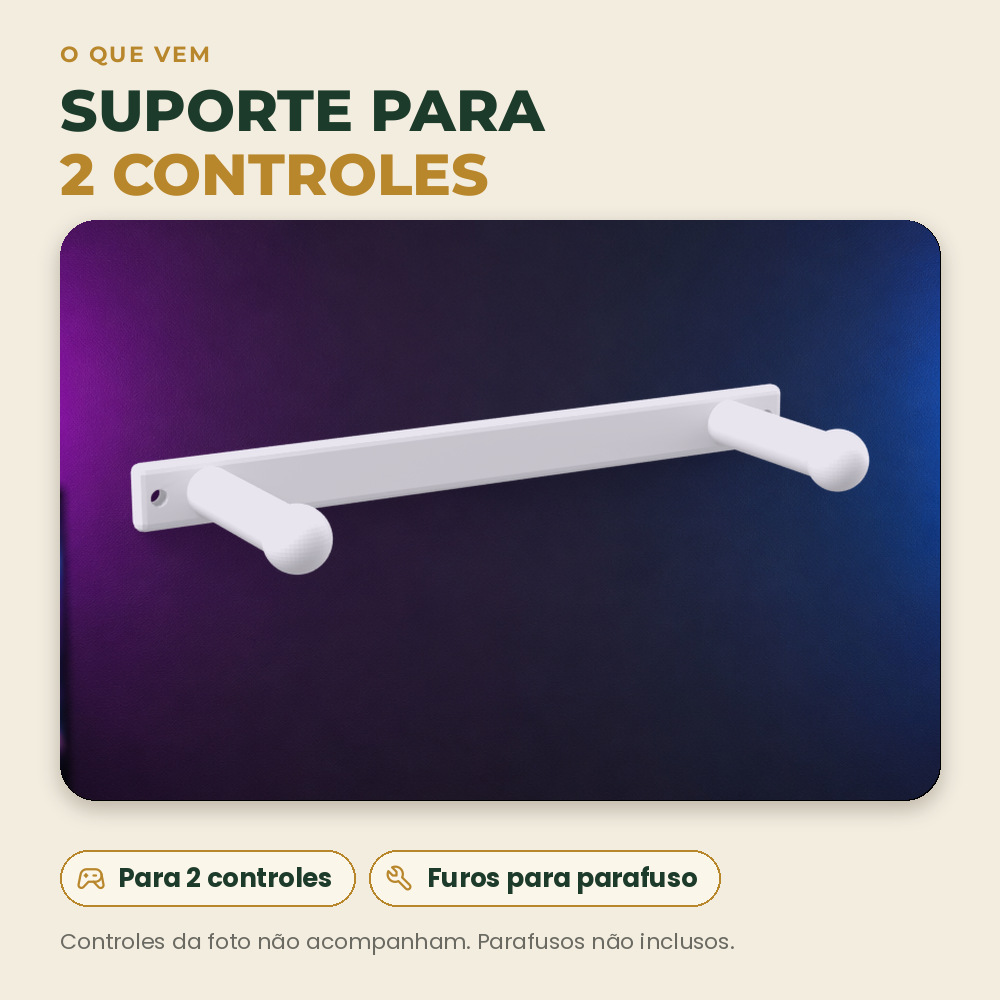 O QUE VEM
SUPORTE PARA
2 CONTROLES
Para 2 controles
Furos para parafuso
Controles da foto não acompanham. Parafusos não inclusos.